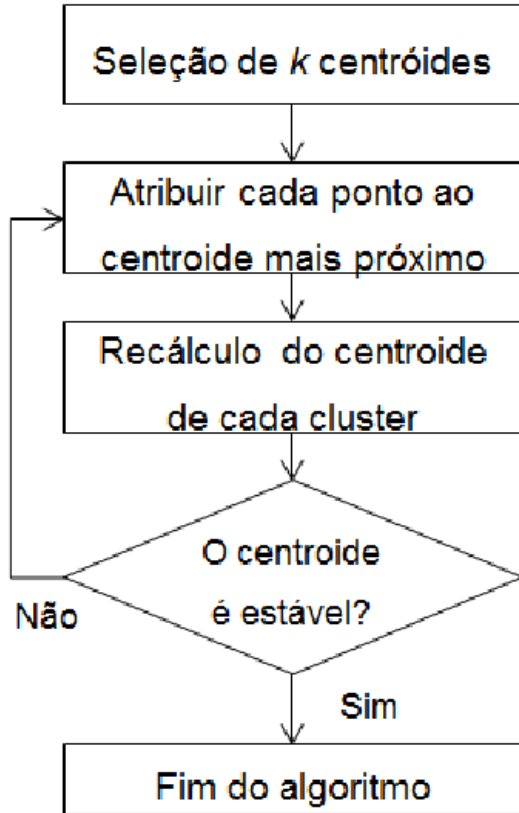 Seleção de k centróides
Atribuir cada ponto ao
centroide mais próximo
Recálculo do centroide
de cada cluster
O centroide
é estável?
Não
Sim
Fim do algoritmo